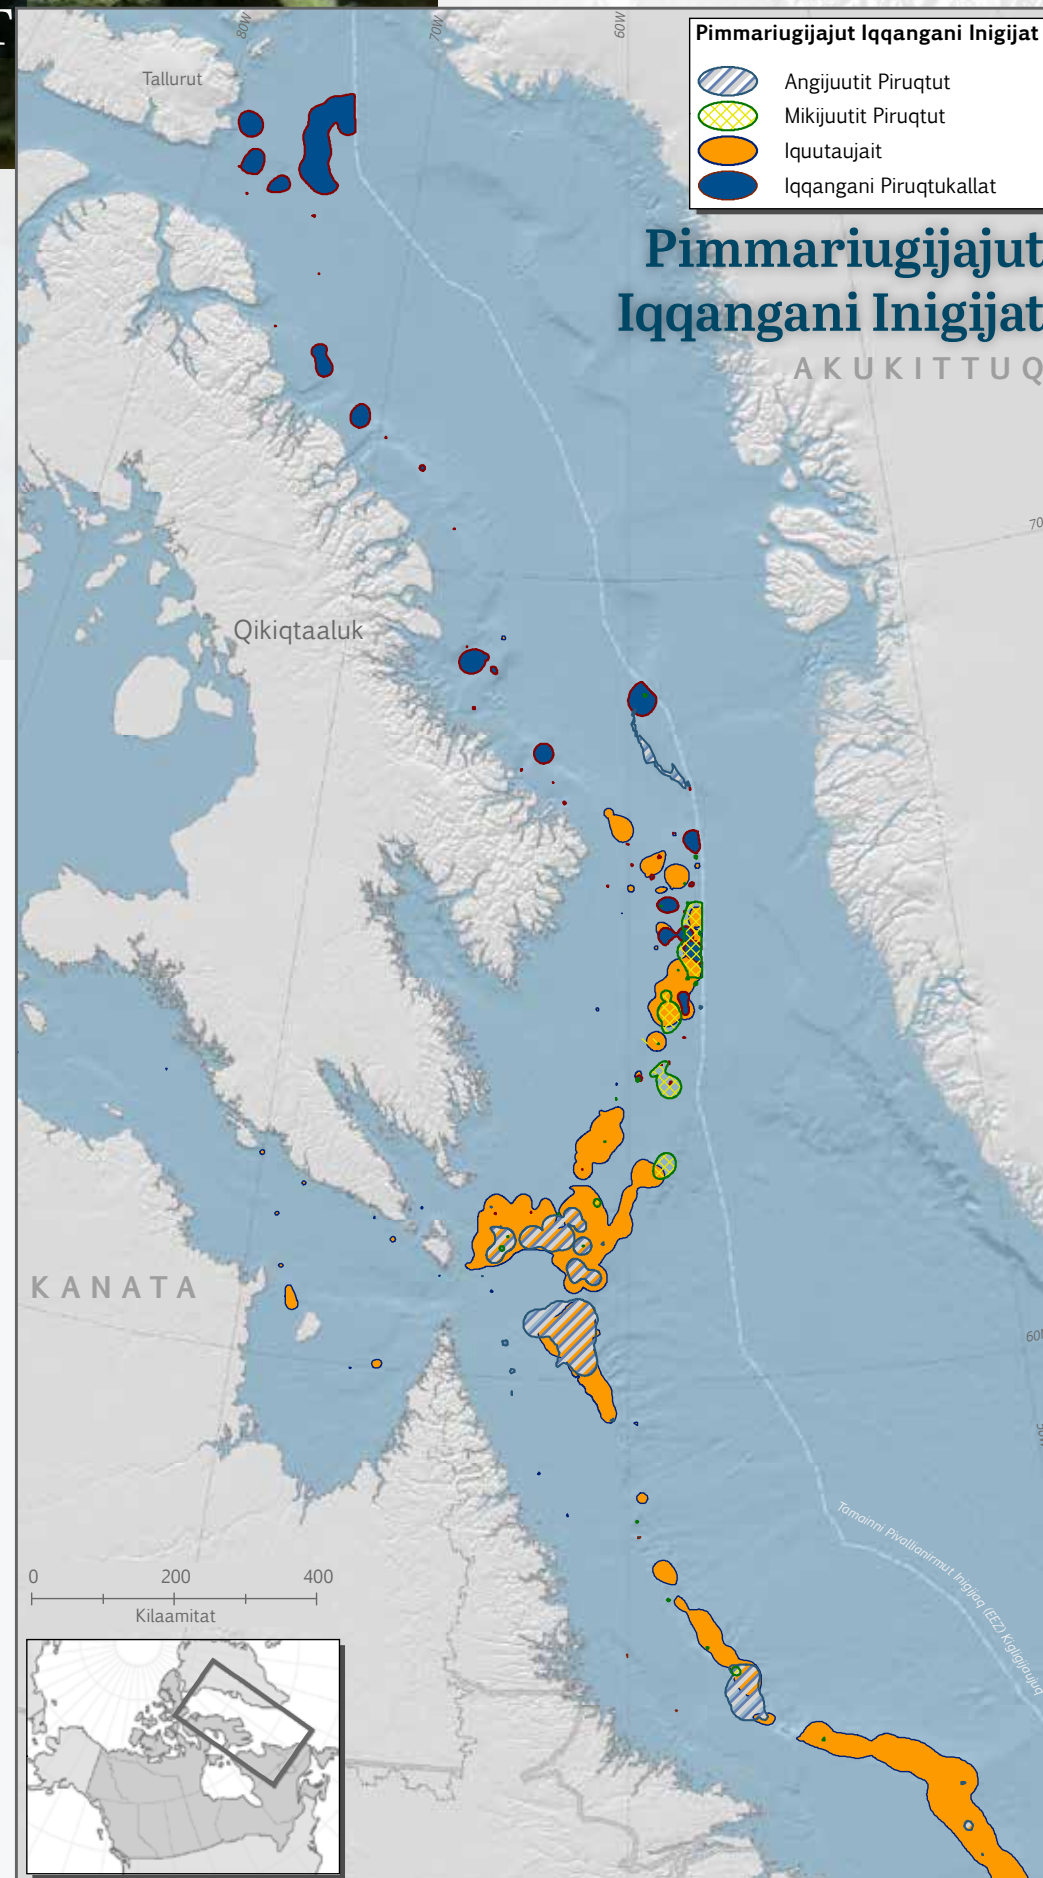 T
80W
70W
60W
Pimmariugijajut Iqqangani Inigijat
Angijuutit Piruqtut
Mikijuutit Piruqtut
Iquutaujait
Iqqangani Piruqtukallat
Tallurut
Pimmariugijajut
Iqqangani Inigijat
AKUKITTUQ
70
Qikiqtaaluk
KANATA
60
Tamainni Pivallianirmut Inigijaq (EEZ) Kigligijaujuq
0 200 400
Kilaamitat